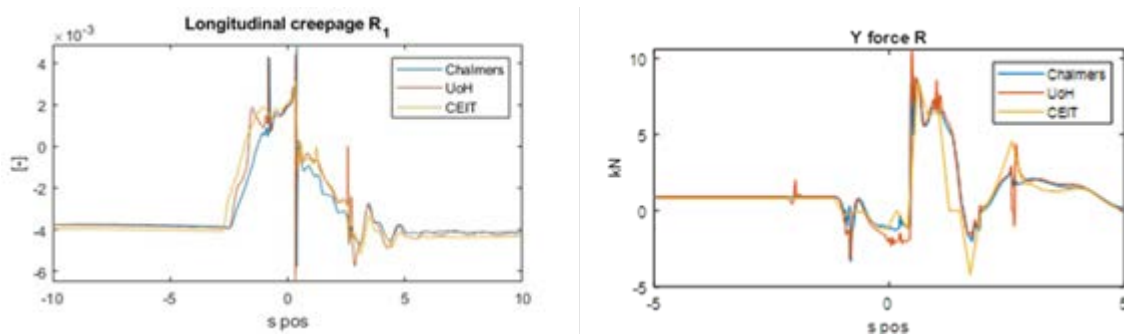 Longitudinal creepage R1
× 10-3
4
2
0
-2
-4
-6
[-]
-10
-5
0
5
10
s pos
Chalmers
UoH
CEIT
Y force R
10
5
0
-5
kN
-5
0
5
s pos
Chalmers
UoH
CEIT